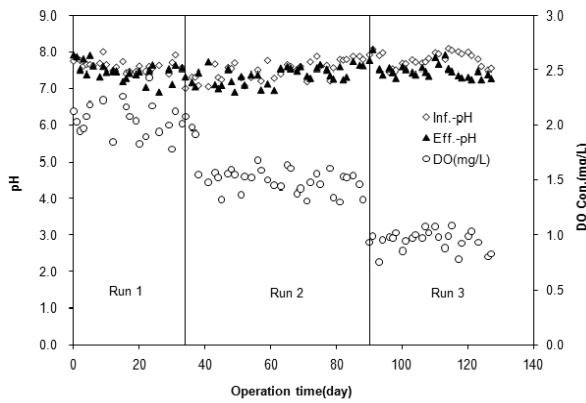 9.0
8.0
7.0
6.0
5.0
4.0
3.0
2.0
1.0
0.0
pH
3.0
2.5
2.0
1.5
1.0
0.5
0.0
DO Con.(mg/L)
Inf.-pH
Eff.-pH
DO(mg/L)
Run 1
Run 2
Run 3
0 20 40 60 80 100 120 140
Operation time(day)